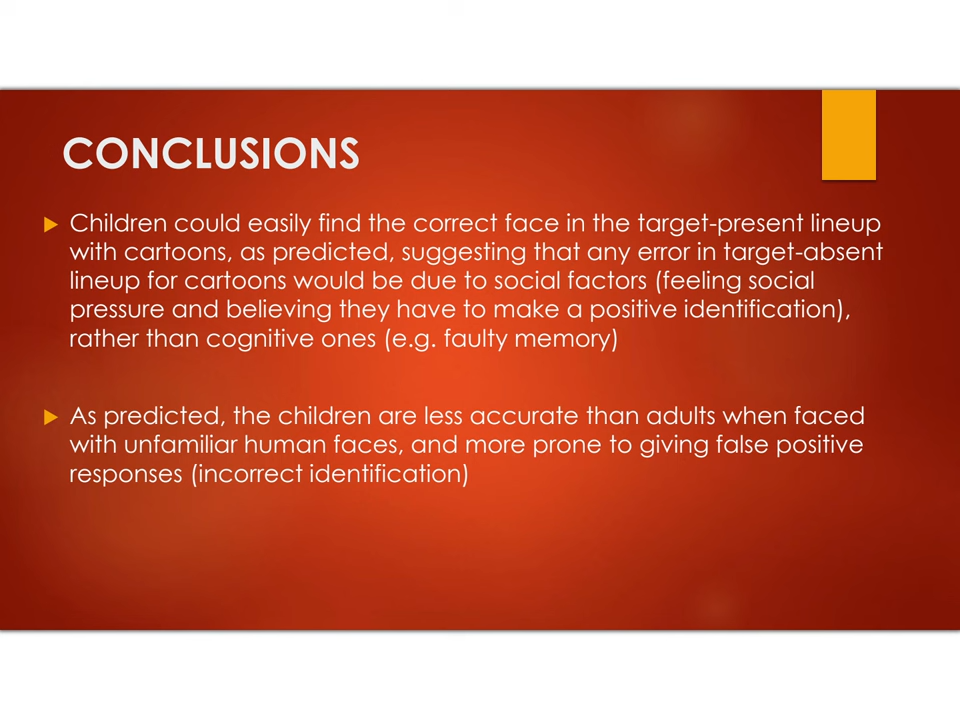 CONCLUSIONS
Children could easily find the correct face in the target-present lineup
with cartoons, as predicted, suggesting that any error in target-absent
lineup for cartoons would be due to social factors (feeling social
pressure and believing they have to make a positive identification),
rather than cognitive ones (e.g. faulty memory)
As predicted, the children are less accurate than adults when faced
with unfamiliar human faces, and more prone to giving false positive
responses (incorrect identification)